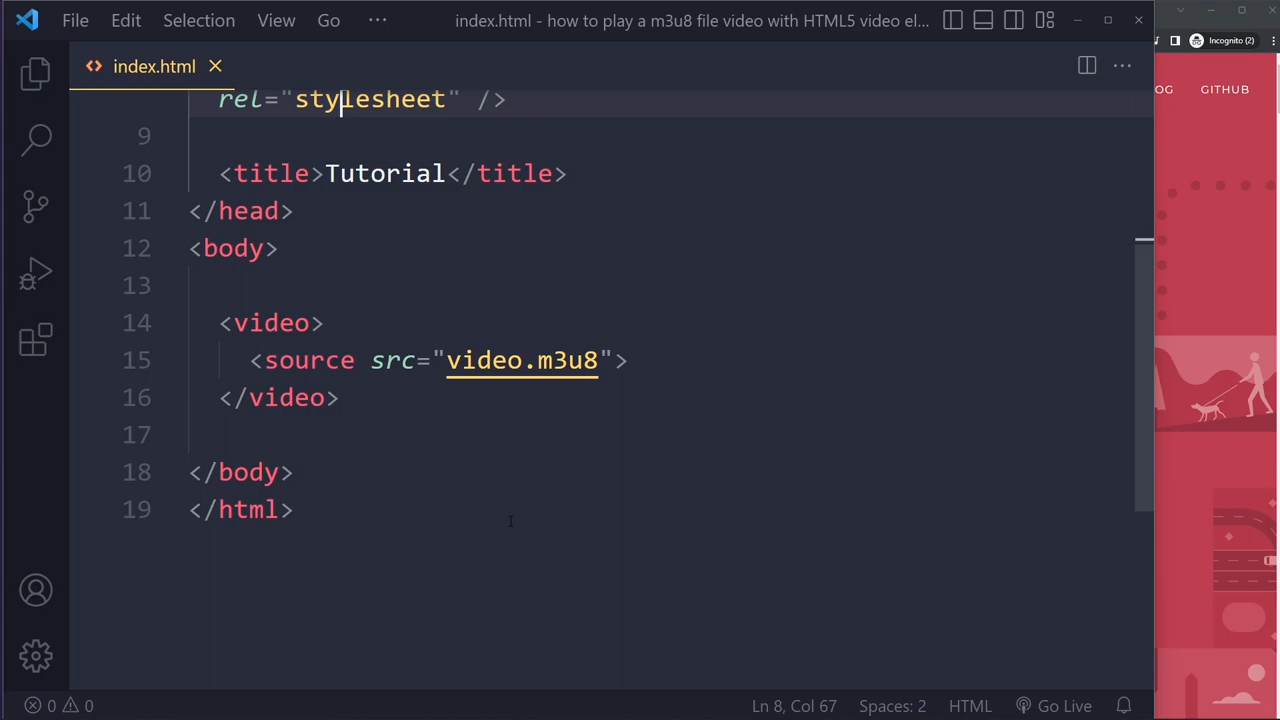 File Edit Selection View Go ··· index.html - how to play a m3u8 file video with HTML5 video el...
Incognito (2)
index.html
OG GITHUB
rel="stylesheet" />
9
10 <title>Tutorial</title>
11 </head>
12 <body>
13
14 <video>
15 <source src="video.m3u8">
16 </video>
17
18 </body>
19 </html>
0 0 Ln 8, Col 67 Spaces: 2 HTML Go Live